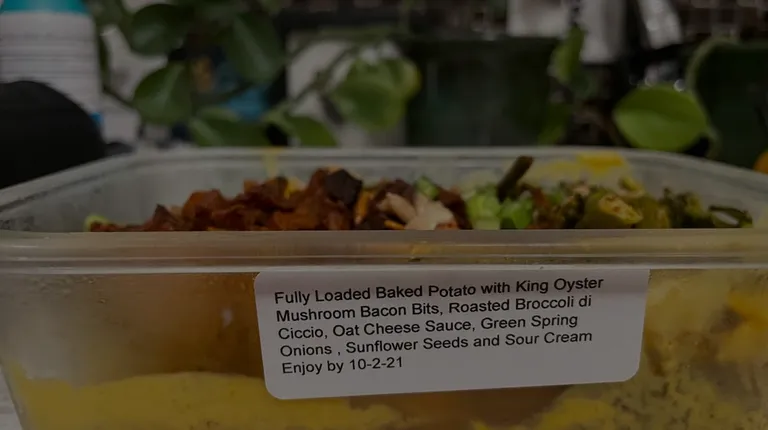 Fully Loaded Baked Potato with King Oyster
Mushroom Bacon Bits, Roasted Broccoli di
Ciccio, Oat Cheese Sauce, Green Spring
Onions , Sunflower Seeds and Sour Cream
Enjoy by 10-2-21